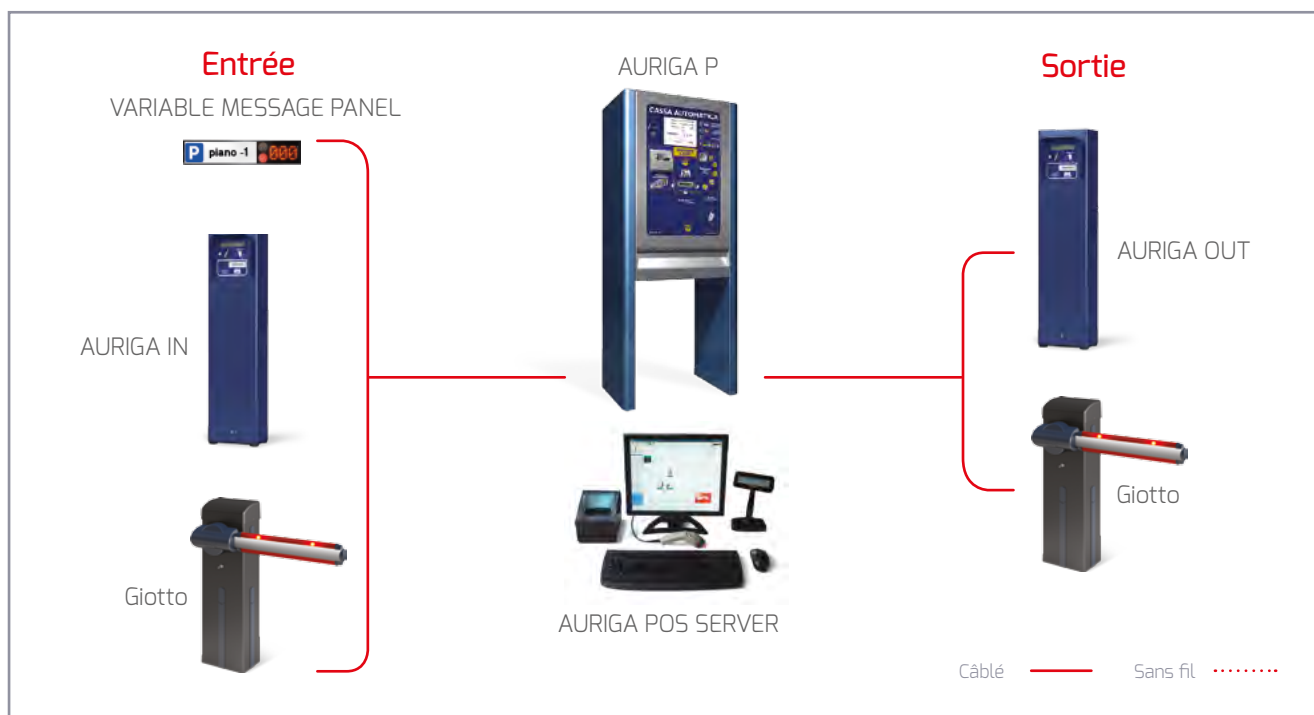 Entrée
VARIABLE MESSAGE PANEL
P piano -1 000
AURIGA IN
Giotto
AURIGA P
CASSA AUTOMATICA
AURIGA POS SERVER
Sortie
AURIGA OUT
Giotto
Câblé
Sans fil